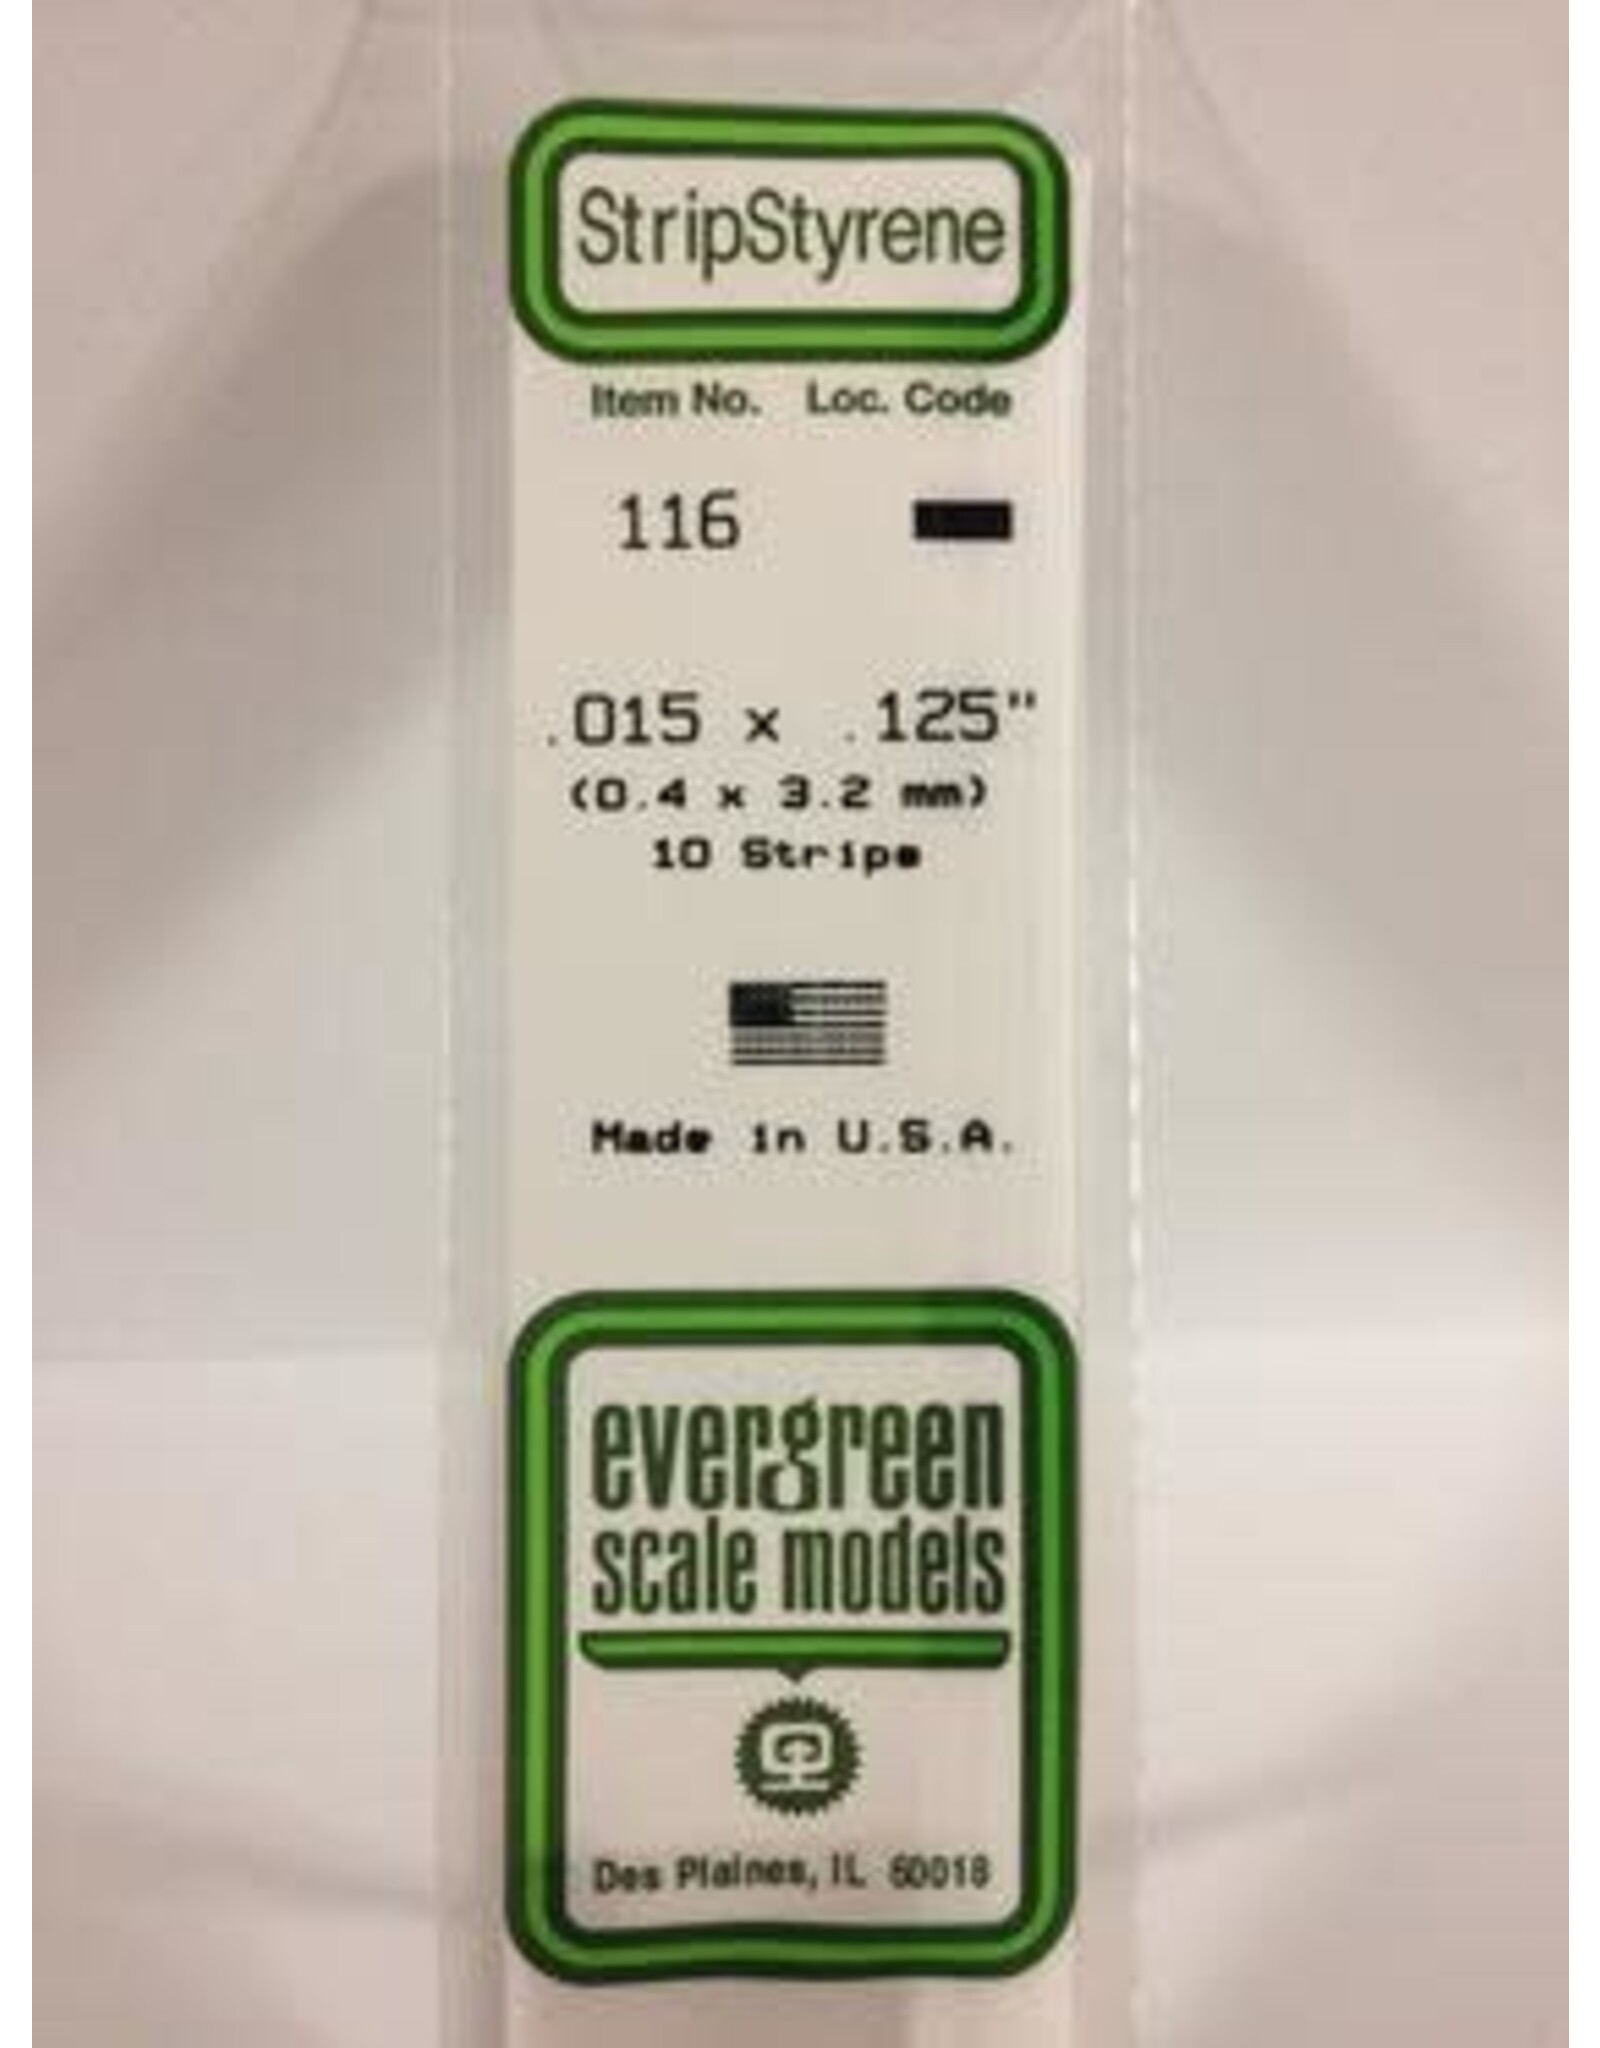 StripStyrene
Item No. Loc. Code
116
.015 x .125"
(0.4 x 3.2 mm)
10 Strips
Made in U.S.A.
evergreen
scale models
Des Plaines, IL 60018